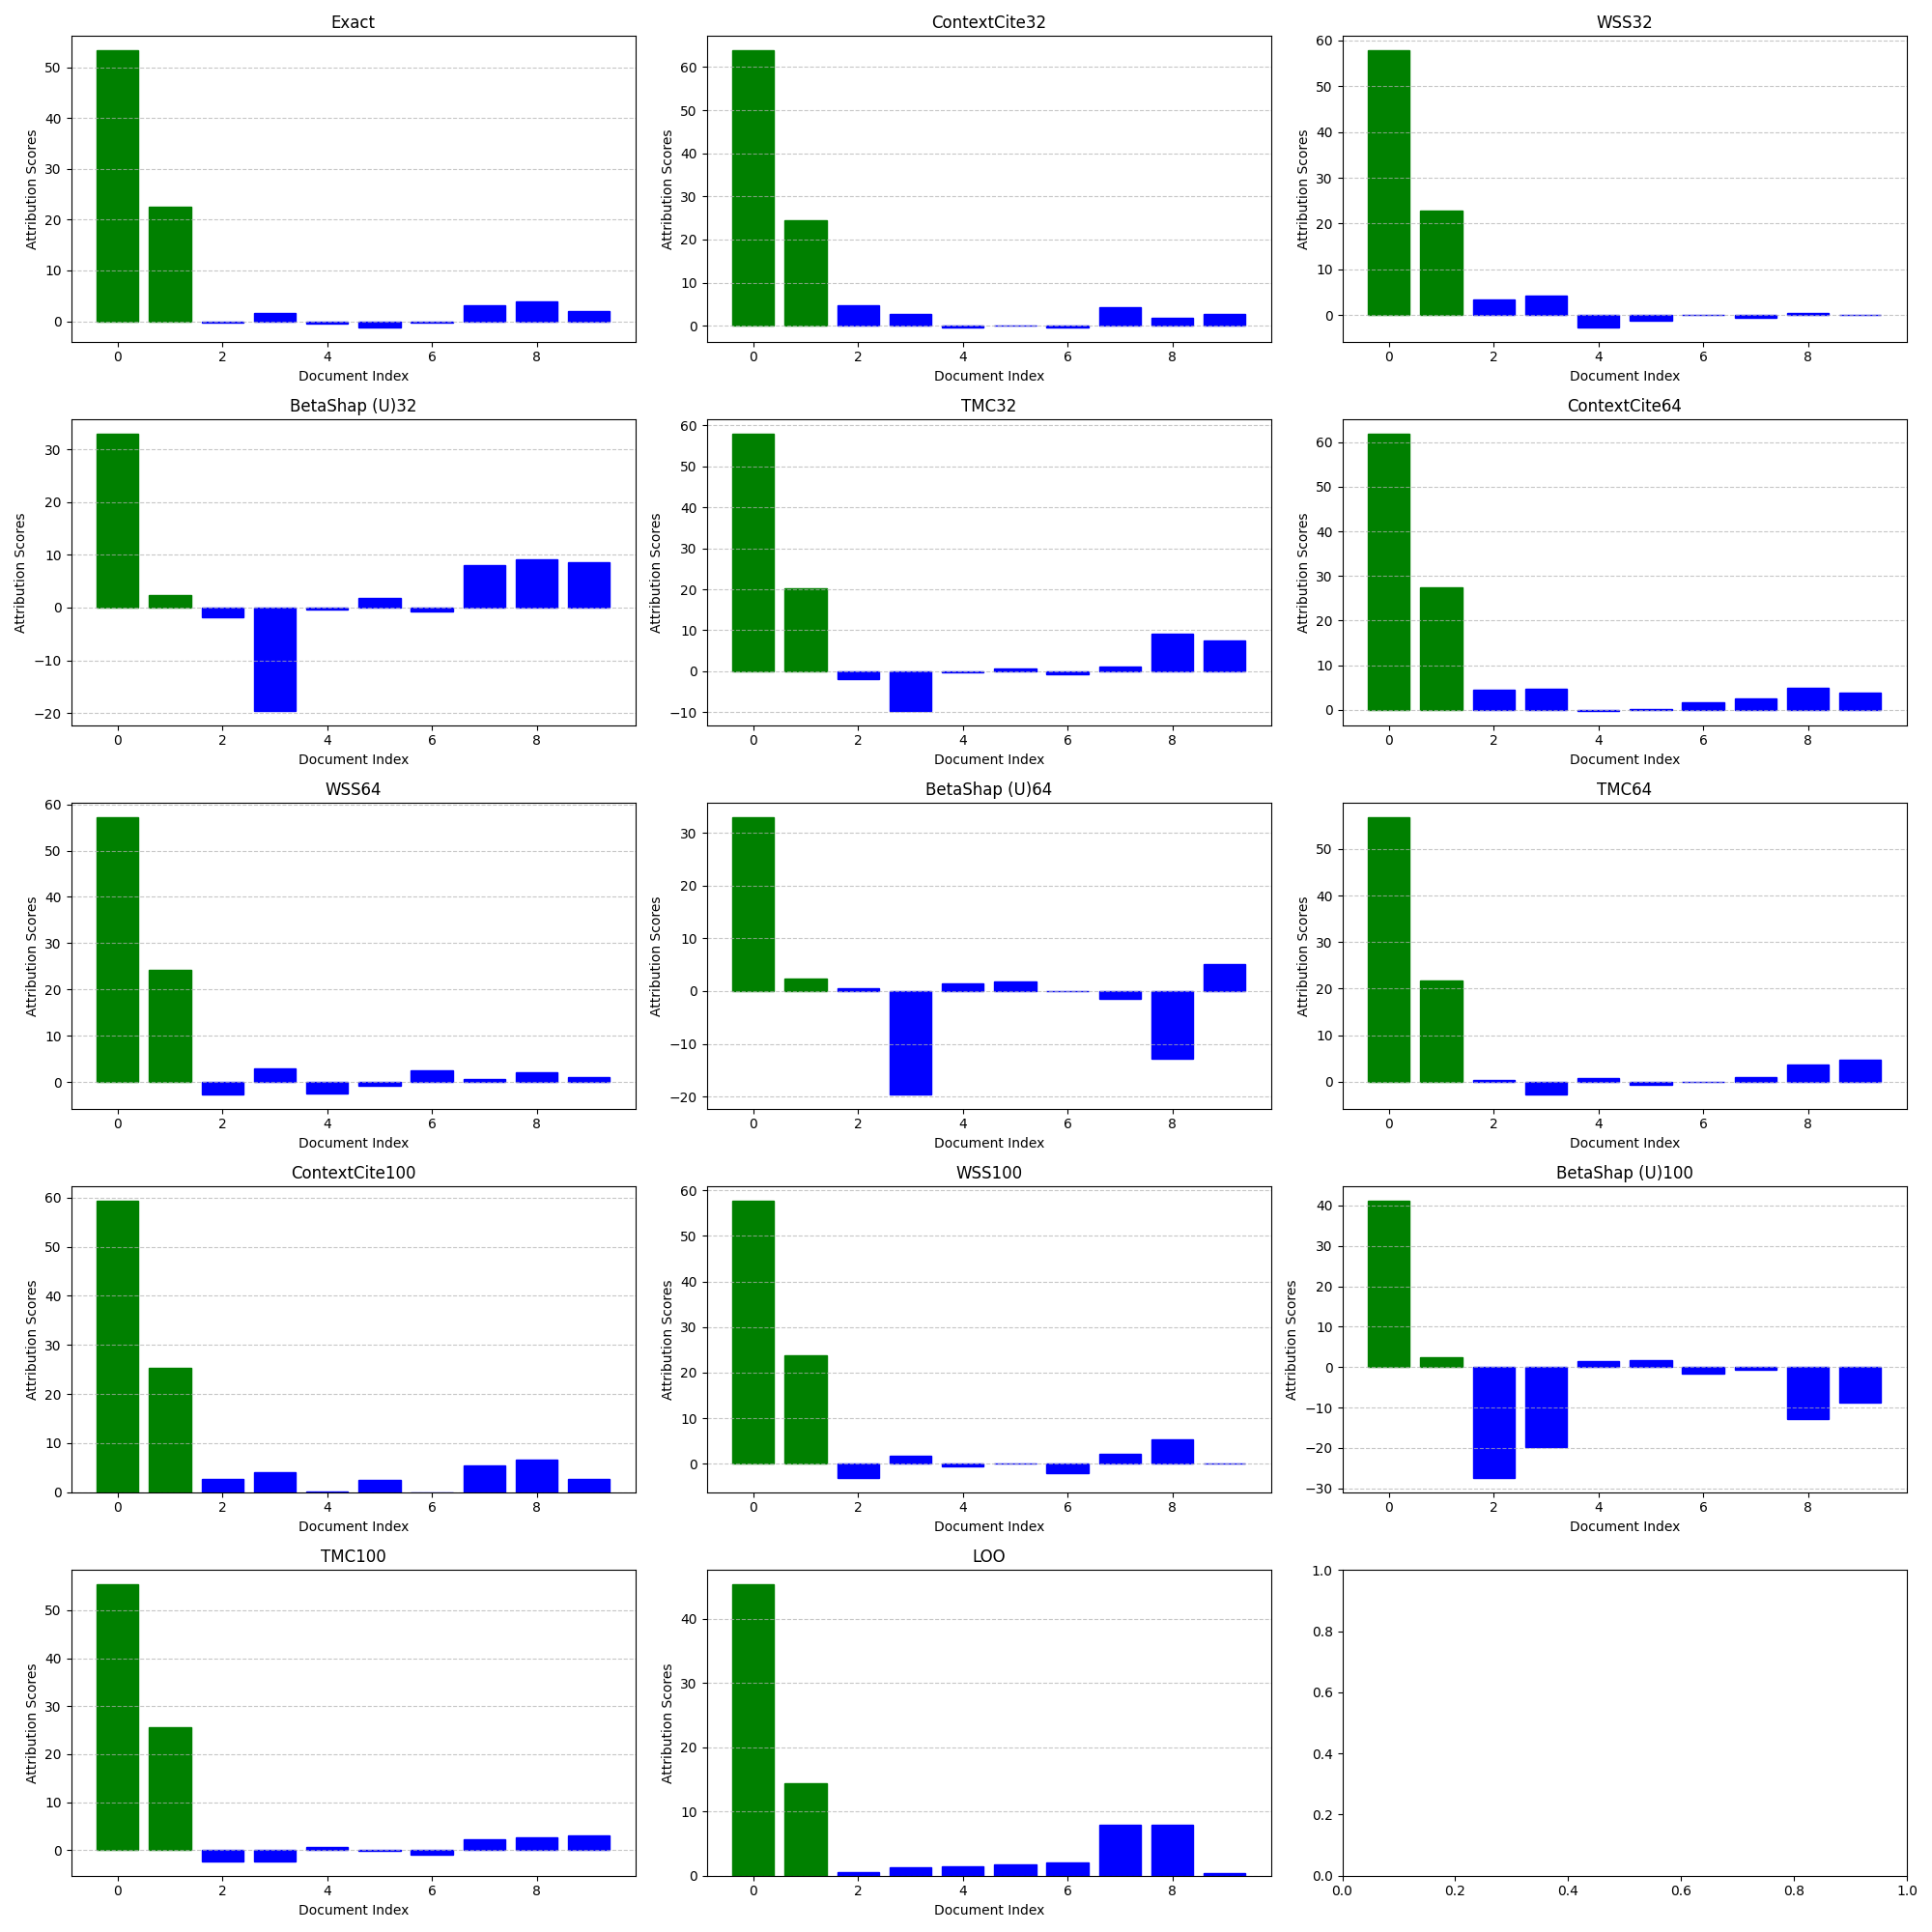 Exact
ContextCite32
WSS32
50
40
30
20
10
0
Attribution Scores
0 2 4 6 8
Document Index
60
50
40
30
20
10
0
Attribution Scores
0 2 4 6 8
Document Index
60
50
40
30
20
10
0
Attribution Scores
0 2 4 6 8
Document Index
BetaShap (U)32
TMC32
ContextCite64
30
20
10
0
−10
−20
Attribution Scores
0 2 4 6 8
Document Index
60
50
40
30
20
10
0
−10
Attribution Scores
0 2 4 6 8
Document Index
60
50
40
30
20
10
0
Attribution Scores
0 2 4 6 8
Document Index
WSS64
BetaShap (U)64
TMC64
60
50
40
30
20
10
0
Attribution Scores
0 2 4 6 8
Document Index
30
20
10
0
−10
−20
Attribution Scores
0 2 4 6 8
Document Index
50
40
30
20
10
0
Attribution Scores
0 2 4 6 8
Document Index
ContextCite100
WSS100
BetaShap (U)100
60
50
40
30
20
10
0
Attribution Scores
0 2 4 6 8
Document Index
60
50
40
30
20
10
0
Attribution Scores
0 2 4 6 8
Document Index
40
30
20
10
0
−10
−20
−30
Attribution Scores
0 2 4 6 8
Document Index
TMC100
LOO
50
40
30
20
10
0
Attribution Scores
0 2 4 6 8
Document Index
40
30
20
10
0
Attribution Scores
0 2 4 6 8
Document Index
1.0
0.8
0.6
0.4
0.2
0.0
0.0 0.2 0.4 0.6 0.8 1.0